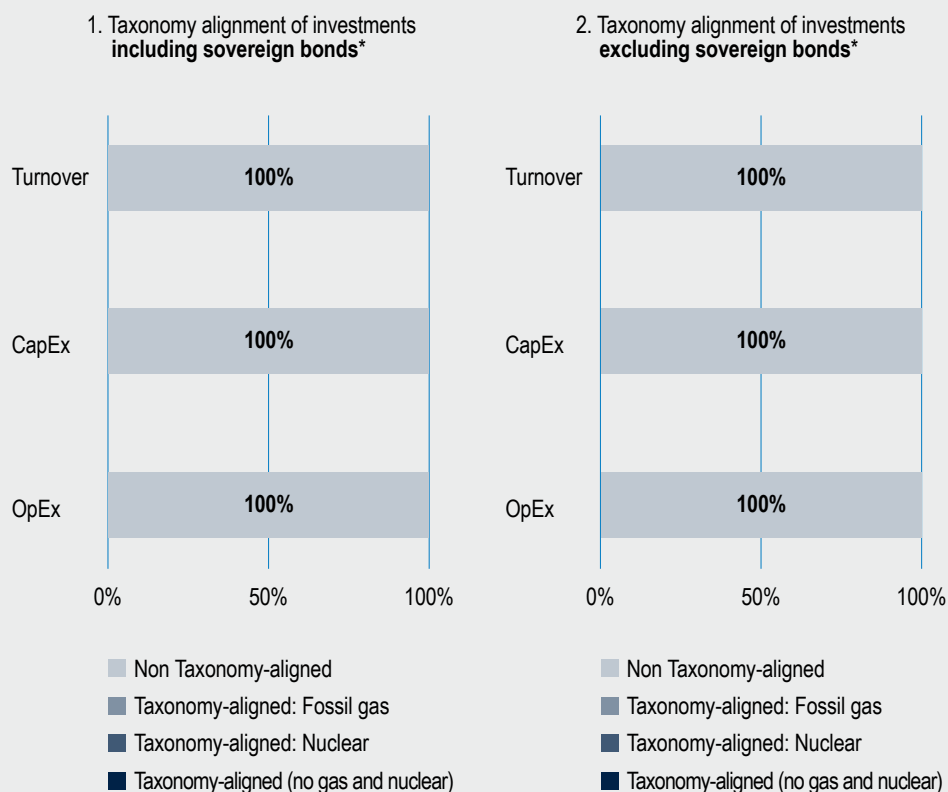 1. Taxonomy alignment of investments
including sovereign bonds*
Turnover
100%
CapEx
100%
OpEx
100%
0%
50%
100%
Non Taxonomy-aligned
Taxonomy-aligned: Fossil gas
Taxonomy-aligned: Nuclear
Taxonomy-aligned (no gas and nuclear)
2. Taxonomy alignment of investments
excluding sovereign bonds*
Turnover
100%
CapEx
100%
OpEx
100%
0%
50%
100%
Non Taxonomy-aligned
Taxonomy-aligned: Fossil gas
Taxonomy-aligned: Nuclear
Taxonomy-aligned (no gas and nuclear)